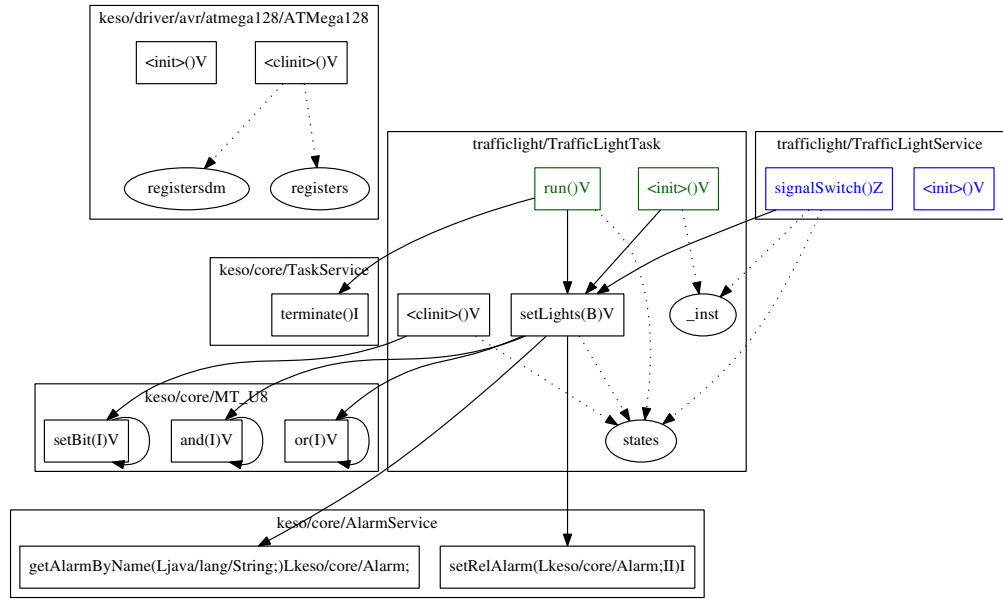 keso/driver/avr/atmega128/ATMega128
<init>()V
<clinit>()V
registersdm
registers
trafficlight/TrafficLightTask
run()V
<init>()V
trafficlight/TrafficLightService
signalSwitch()Z
<init>()V
keso/core/TaskService
terminate()I
<clinit>()V
setLights(B)V
_inst
keso/core/MT_U8
setBit(I)V
and(I)V
or(I)V
states
keso/core/AlarmService
getAlarmByName(Ljava/lang/String;)Lkeso/core/Alarm;
setRelAlarm(Lkeso/core/Alarm;II)I